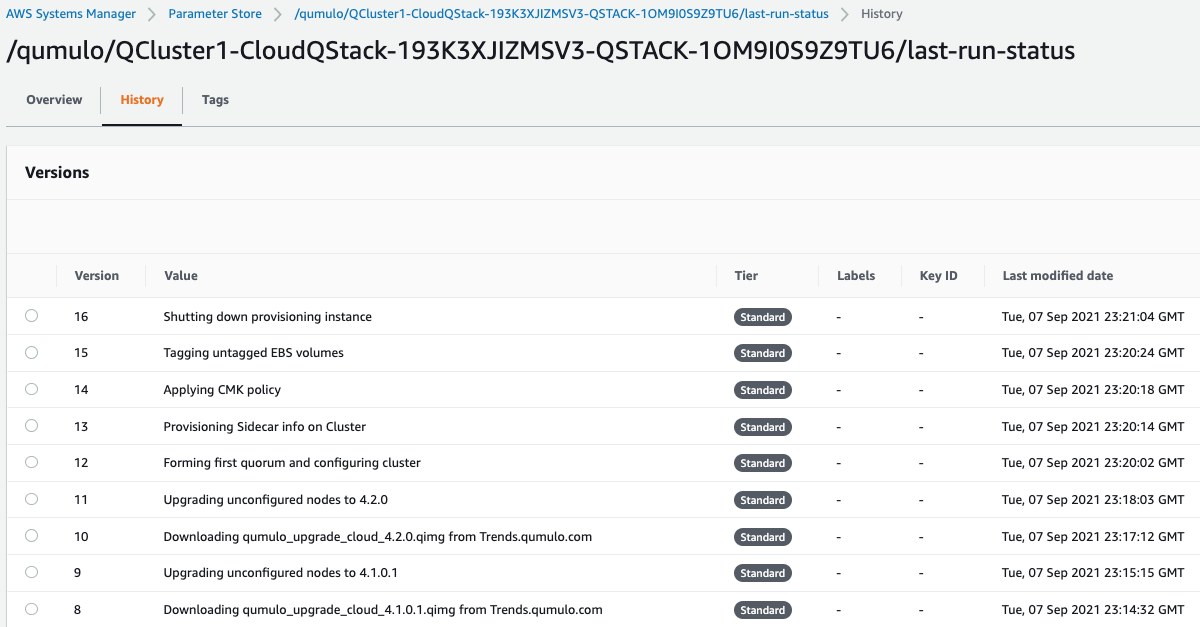 AWS Systems Manager > Parameter Store > /qumulo/QCluster1-CloudQStack-193K3XJIZMSV3-QSTACK-1OM9I0S9Z9TU6/last-run-status > History
/qumulo/QCluster1-CloudQStack-193K3XJIZMSV3-QSTACK-1OM9I0S9Z9TU6/last-run-status
Overview History Tags
Versions
Version Value Tier Labels Key ID Last modified date
16 Shutting down provisioning instance Standard - - Tue, 07 Sep 2021 23:21:04 GMT
15 Tagging untagged EBS volumes Standard - - Tue, 07 Sep 2021 23:20:24 GMT
14 Applying CMK policy Standard - - Tue, 07 Sep 2021 23:20:18 GMT
13 Provisioning Sidecar info on Cluster Standard - - Tue, 07 Sep 2021 23:20:14 GMT
12 Forming first quorum and configuring cluster Standard - - Tue, 07 Sep 2021 23:20:02 GMT
11 Upgrading unconfigured nodes to 4.2.0 Standard - - Tue, 07 Sep 2021 23:18:03 GMT
10 Downloading qumulo_upgrade_cloud_4.2.0.qimg from Trends.qumulo.com Standard - - Tue, 07 Sep 2021 23:17:12 GMT
9 Upgrading unconfigured nodes to 4.1.0.1 Standard - - Tue, 07 Sep 2021 23:15:15 GMT
8 Downloading qumulo_upgrade_cloud_4.1.0.1.qimg from Trends.qumulo.com Standard - - Tue, 07 Sep 2021 23:14:32 GMT